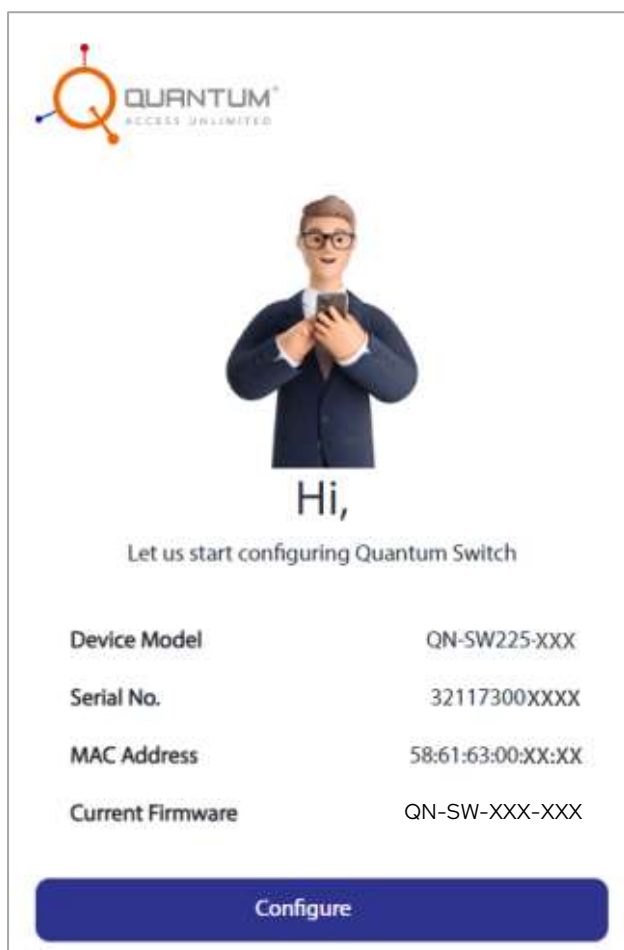 QUANTUM®
ACCESS UNLIMITED
Hi,
Let us start configuring Quantum Switch
Device Model QN-SW225-XXX
Serial No. 32117300XXXX
MAC Address 58:61:63:00:XX:XX
Current Firmware QN-SW-XXX-XXX
Configure